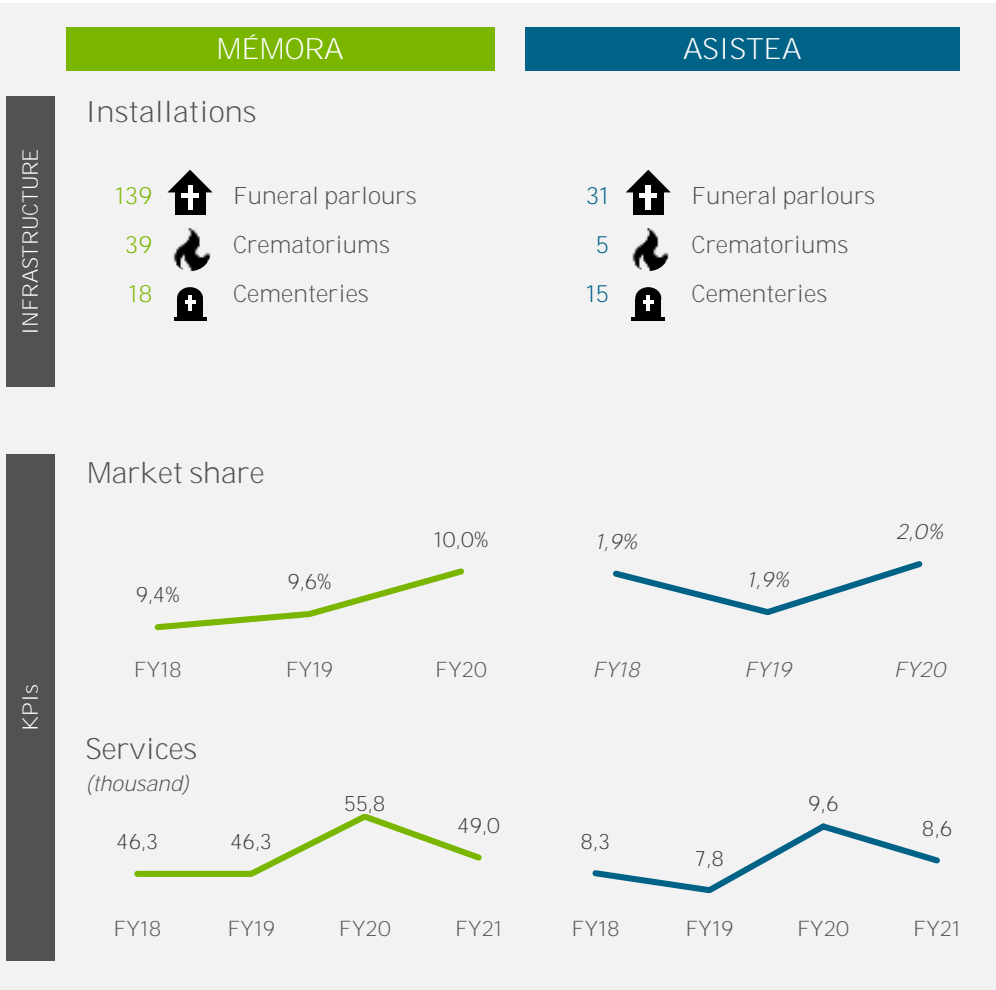 MÉMORA
ASISTEA
INFRASTRUCTURE
Installations
139 Funeral parlours
39 Crematoriums
18 Cementeries
31 Funeral parlours
5 Crematoriums
15 Cementeries
KPIs
Market share
9,4% 9,6% 10,0%
FY18 FY19 FY20
1,9% 1,9% 2,0%
FY18 FY19 FY20
Services
(thousand)
46,3 46,3 55,8 49,0
FY18 FY19 FY20 FY21
8,3 7,8 9,6 8,6
FY18 FY19 FY20 FY21